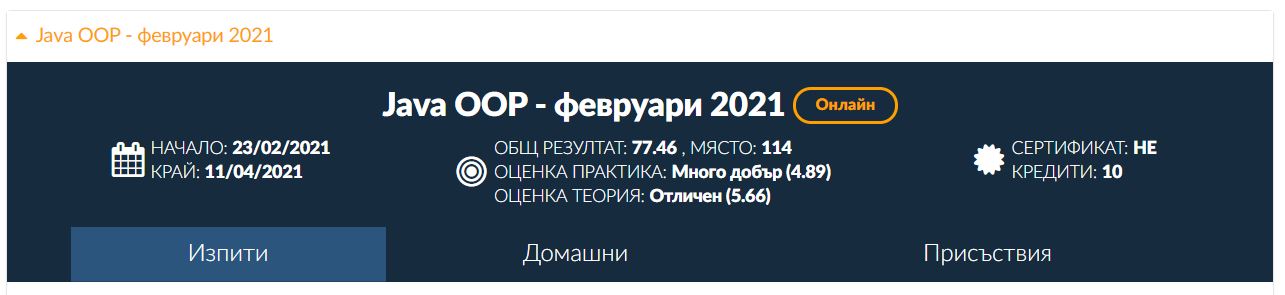 Java OOP - февруари 2021
Java OOP - февруари 2021 Онлайн
НАЧАЛО: 23/02/2021
КРАЙ: 11/04/2021
ОБЩ РЕЗУЛТАТ: 77.46 , МЯСТО: 114
ОЦЕНКА ПРАКТИКА: Много добър (4.89)
ОЦЕНКА ТЕОРИЯ: Отличен (5.66)
СЕРТИФИКАТ: НЕ
КРЕДИТИ: 10
Изпити Домашни Присъствия